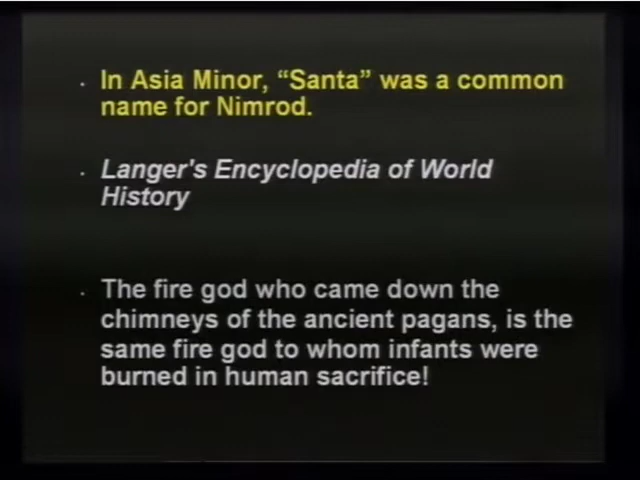 In Asia Minor, “Santa” was a common
name for Nimrod.
Langer's Encyclopedia of World
History
The fire god who came down the
chimneys of the ancient pagans, is the
same fire god to whom infants were
burned in human sacrifice!